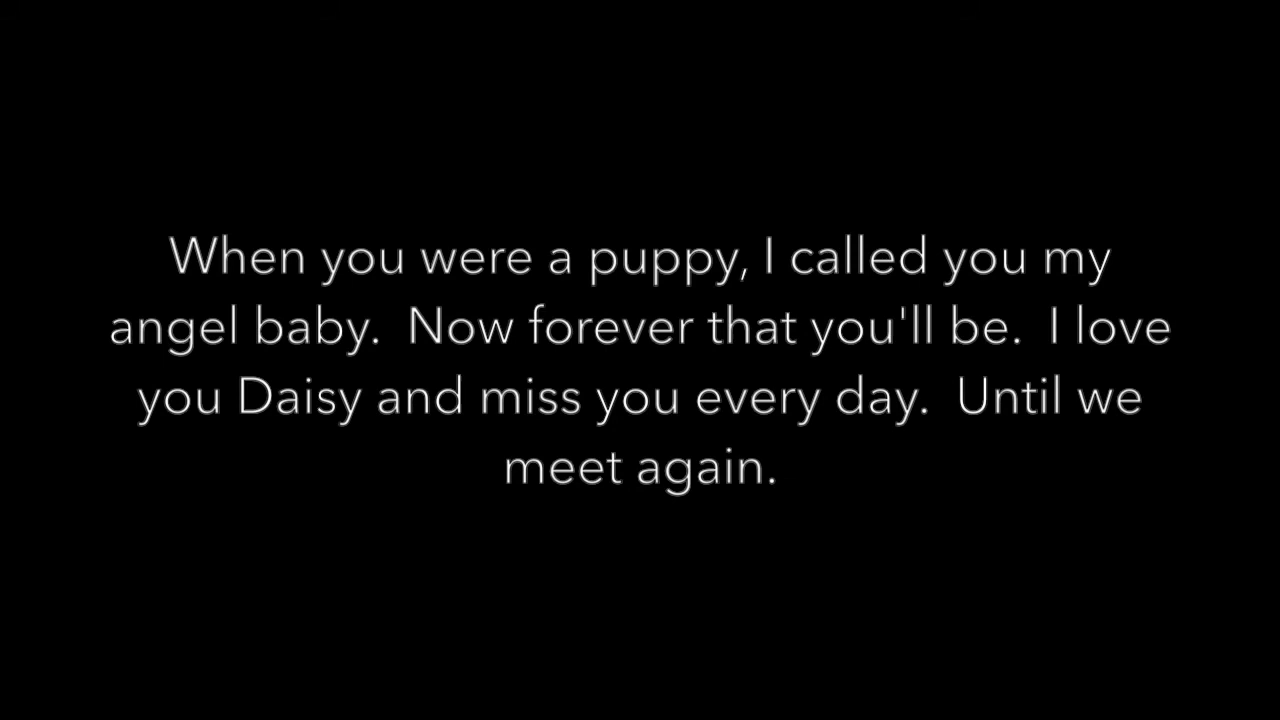 When you were a puppy, I called you my
angel baby.  Now forever that you'll be.  I love
you Daisy and miss you every day.  Until we
meet again.